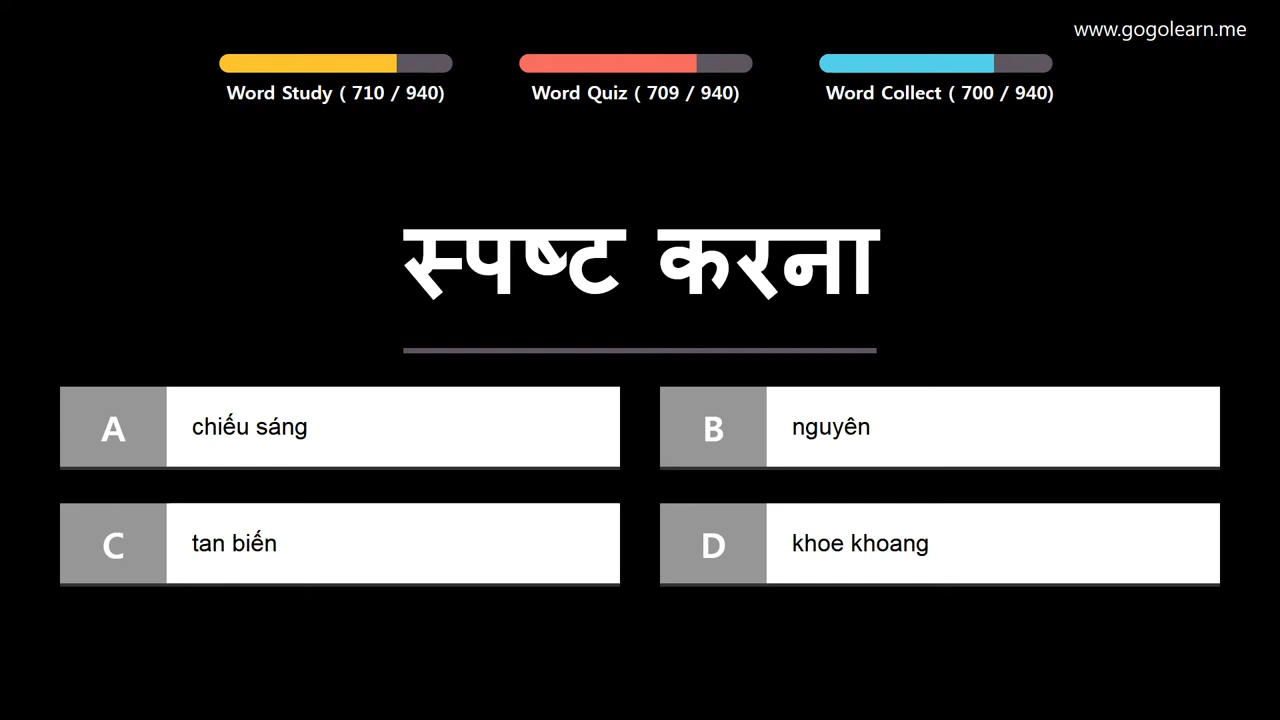 www.gogolearn.me
Word Study ( 710 / 940)
Word Quiz ( 709 / 940)
Word Collect ( 700 / 940)
स्पष्ट करना
A chiếu sáng
B nguyên
C tan biến
D khoe khoang